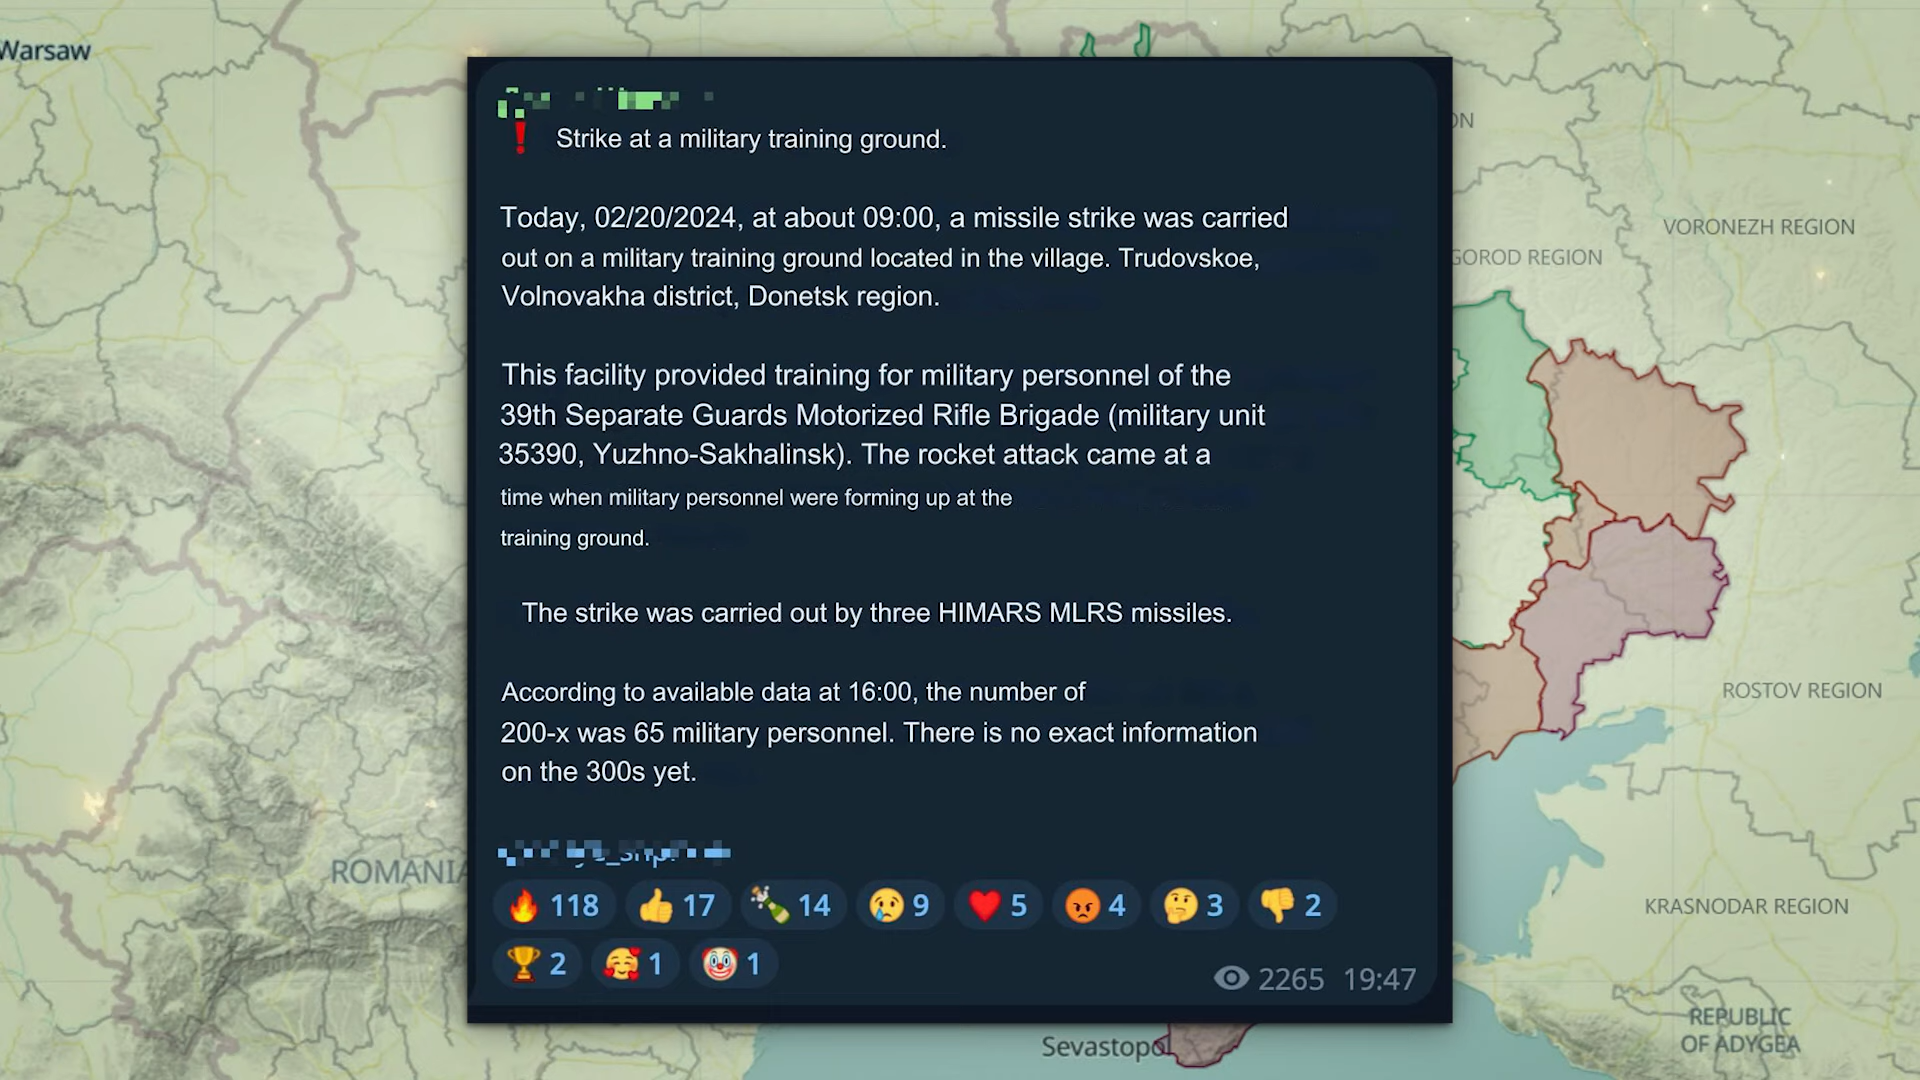 Warsaw
Strike at a military training ground.
Today, 02/20/2024, at about 09:00, a missile strike was carried
out on a military training ground located in the village. Trudovskoe,
Volnovakha district, Donetsk region.
This facility provided training for military personnel of the
39th Separate Guards Motorized Rifle Brigade (military unit
35390, Yuzhno-Sakhalinsk). The rocket attack came at a
time when military personnel were forming up at the
training ground.
The strike was carried out by three HIMARS MLRS missiles.
According to available data at 16:00, the number of
200-x was 65 military personnel. There is no exact information
on the 300s yet.
118 17 14 9 5 4 3 2
2 1 1
2265 19:47
VORONEZH REGION
GOROD REGION
ROSTOV REGION
ROMANIA
KRASNODAR REGION
REPUBLIC
OF ADYGEA
Sevastopol